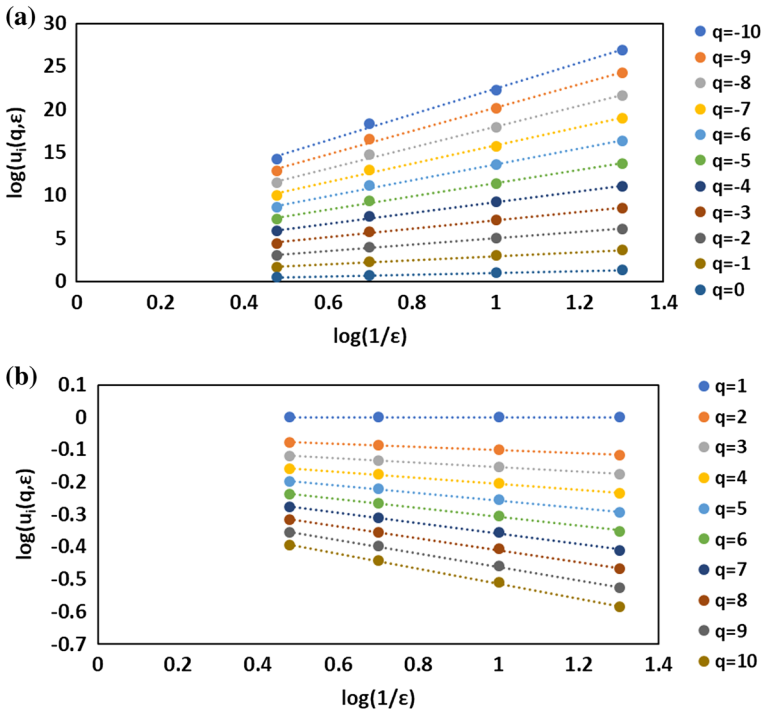 (a)
30
25
20
15
10
5
0
log(uᵢ(q,ε)
0
0.2
0.4
0.6
0.8
1
1.2
1.4
log(1/ε)
q=-10
q=-9
q=-8
q=-7
q=-6
q=-5
q=-4
q=-3
q=-2
q=-1
q=0
(b)
0.1
0
-0.1
-0.2
-0.3
-0.4
-0.5
-0.6
-0.7
log(uᵢ(q,ε)
0
0.2
0.4
0.6
0.8
1
1.2
1.4
log(1/ε)
q=1
q=2
q=3
q=4
q=5
q=6
q=7
q=8
q=9
q=10